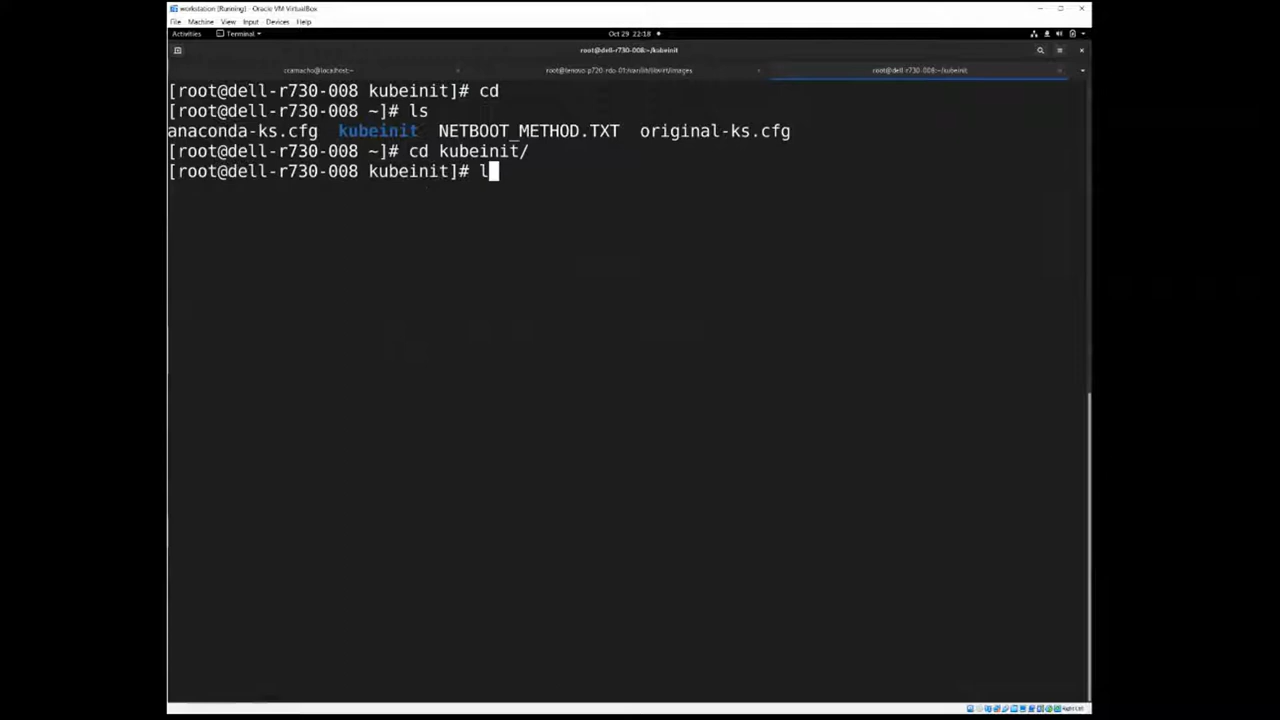 workstation [Running] - Oracle VM VirtualBox
File Machine View Input Devices Help
Activities Terminal Oct 29 22:18
root@dell-r730-008:~/kubeinit
ccamacho@localhost:~ root@lenovo-p720-rdo-01:/var/lib/libvirt/images root@dell-r730-008:~/kubeinit
[root@dell-r730-008 kubeinit]# cd
[root@dell-r730-008 ~]# ls
anaconda-ks.cfg kubeinit NETBOOT_METHOD.TXT original-ks.cfg
[root@dell-r730-008 ~]# cd kubeinit/
[root@dell-r730-008 kubeinit]# l
Right Ctrl